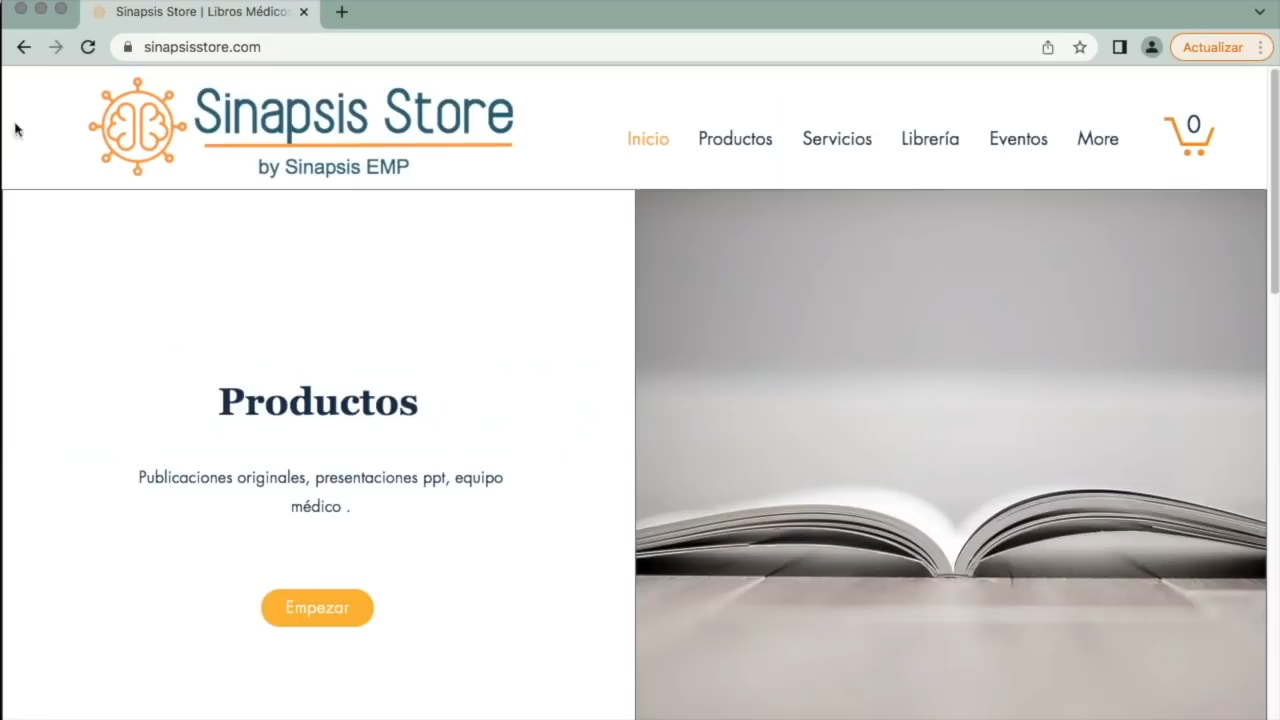 Sinapsis Store | Libros Médicos
sinapsisstore.com
Actualizar
Sinapsis Store
by Sinapsis EMP
Inicio
Productos
Servicios
Librería
Eventos
More
0
Productos
Publicaciones originales, presentaciones ppt, equipo
médico .
Empezar